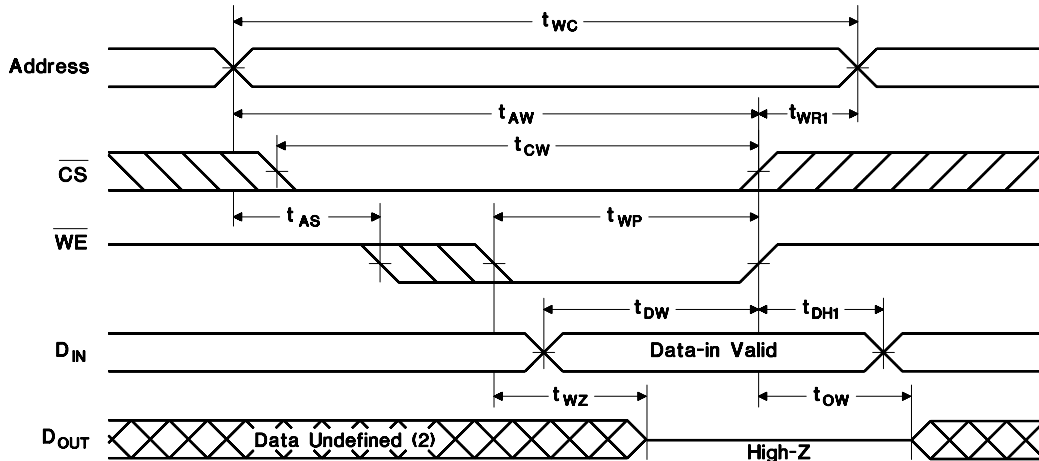 tWC
Address
tAW
tWR1
tCW
CS
tAS
tWP
WE
tDW
tDH1
DIN
Data-in Valid
tWZ
tOW
DOUT
Data Undefined (2)
High-Z